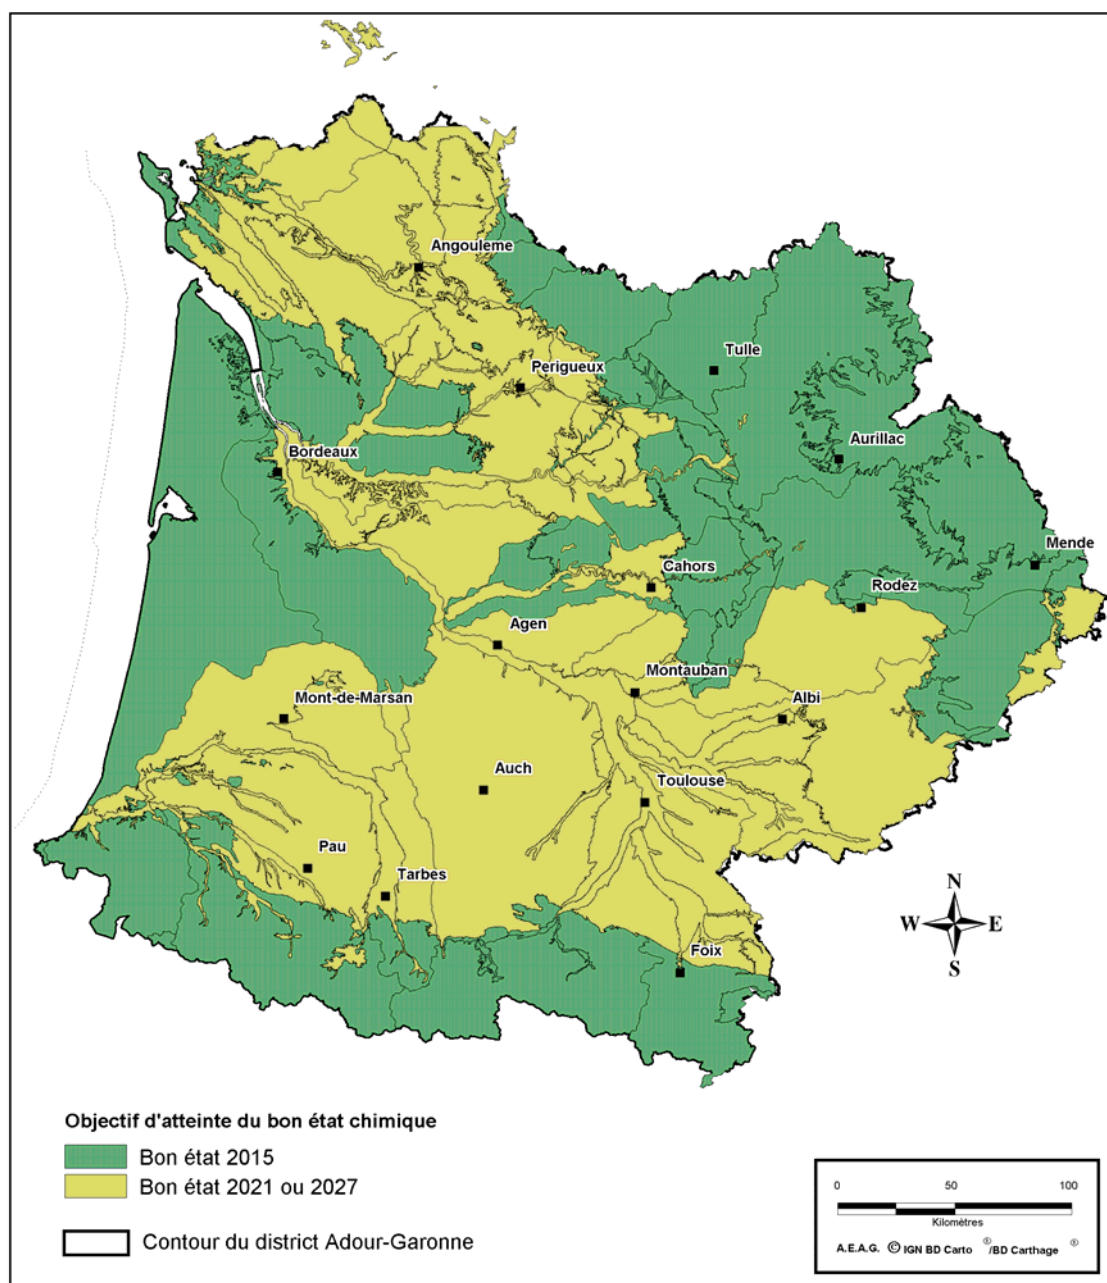 Angouleme
Tulle
Perigueux
Aurillac
Bordeaux
Mende
Cahors
Rodez
Agen
Montauban
Mont-de-Marsan
Albi
Auch
Toulouse
Pau
Tarbes
N
W
E
S
Foix
Objectif d'atteinte du bon état chimique
Bon état 2015
Bon état 2021 ou 2027
Contour du district Adour-Garonne
0 50 100
Kilomètres
A.E.A.G. © IGN BD Carto ® /BD Carthage ®